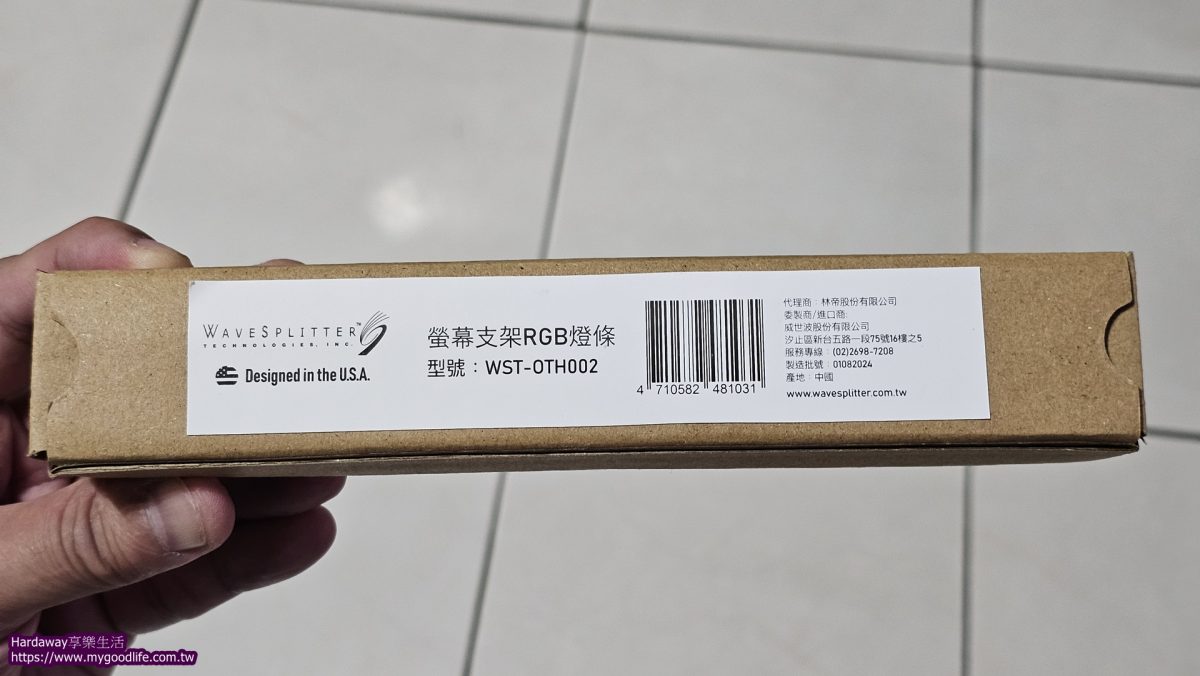 WAVESPLITTER™
TECHNOLOGIES, INC.
Designed in the U.S.A.
螢幕支架RGB燈條
型號：WST-OTH002
4 710582 481031
代理商：林帝股份有限公司
委製商/進口商:
威世波股份有限公司
汐止區新台五路一段75號16樓之5
服務專線：(02)2698-7208
製造批號：01082024
產地：中國
www.wavesplitter.com.tw
Hardaway享樂生活
https://www.mygoodlife.com.tw